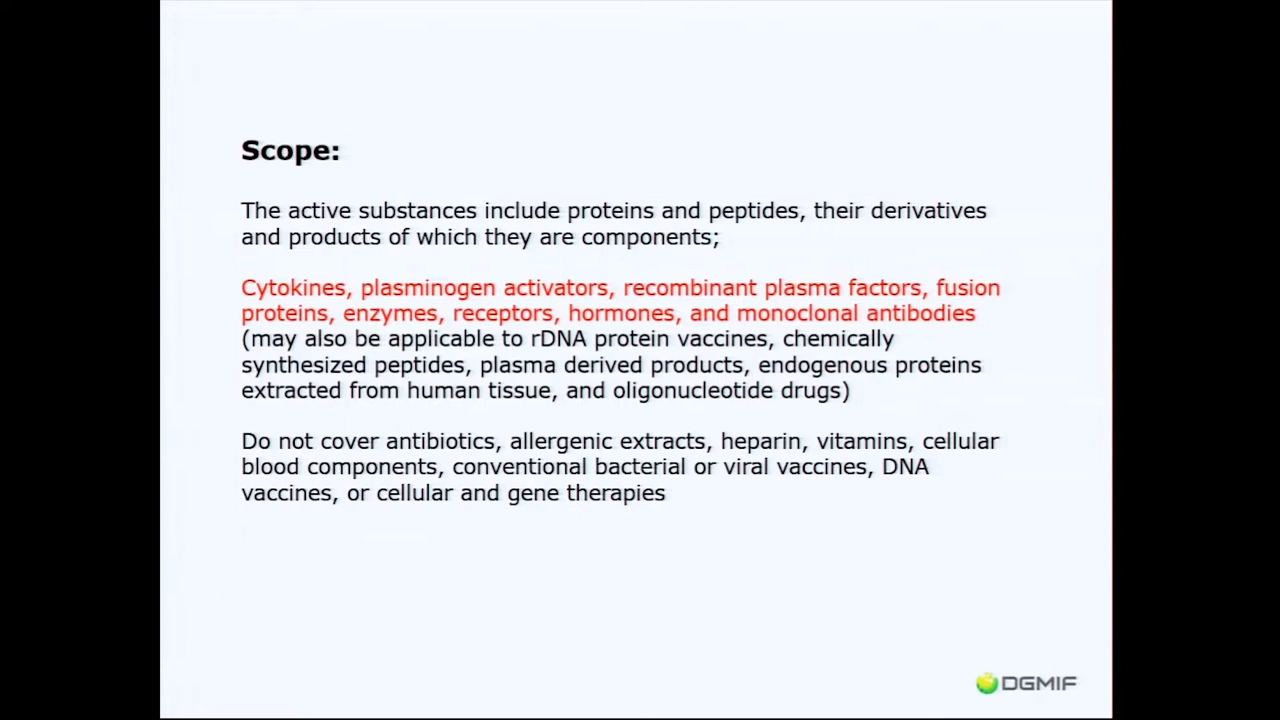 Scope:
The active substances include proteins and peptides, their derivatives
and products of which they are components;
Cytokines, plasminogen activators, recombinant plasma factors, fusion
proteins, enzymes, receptors, hormones, and monoclonal antibodies
(may also be applicable to rDNA protein vaccines, chemically
synthesized peptides, plasma derived products, endogenous proteins
extracted from human tissue, and oligonucleotide drugs)
Do not cover antibiotics, allergenic extracts, heparin, vitamins, cellular
blood components, conventional bacterial or viral vaccines, DNA
vaccines, or cellular and gene therapies
DGMIF